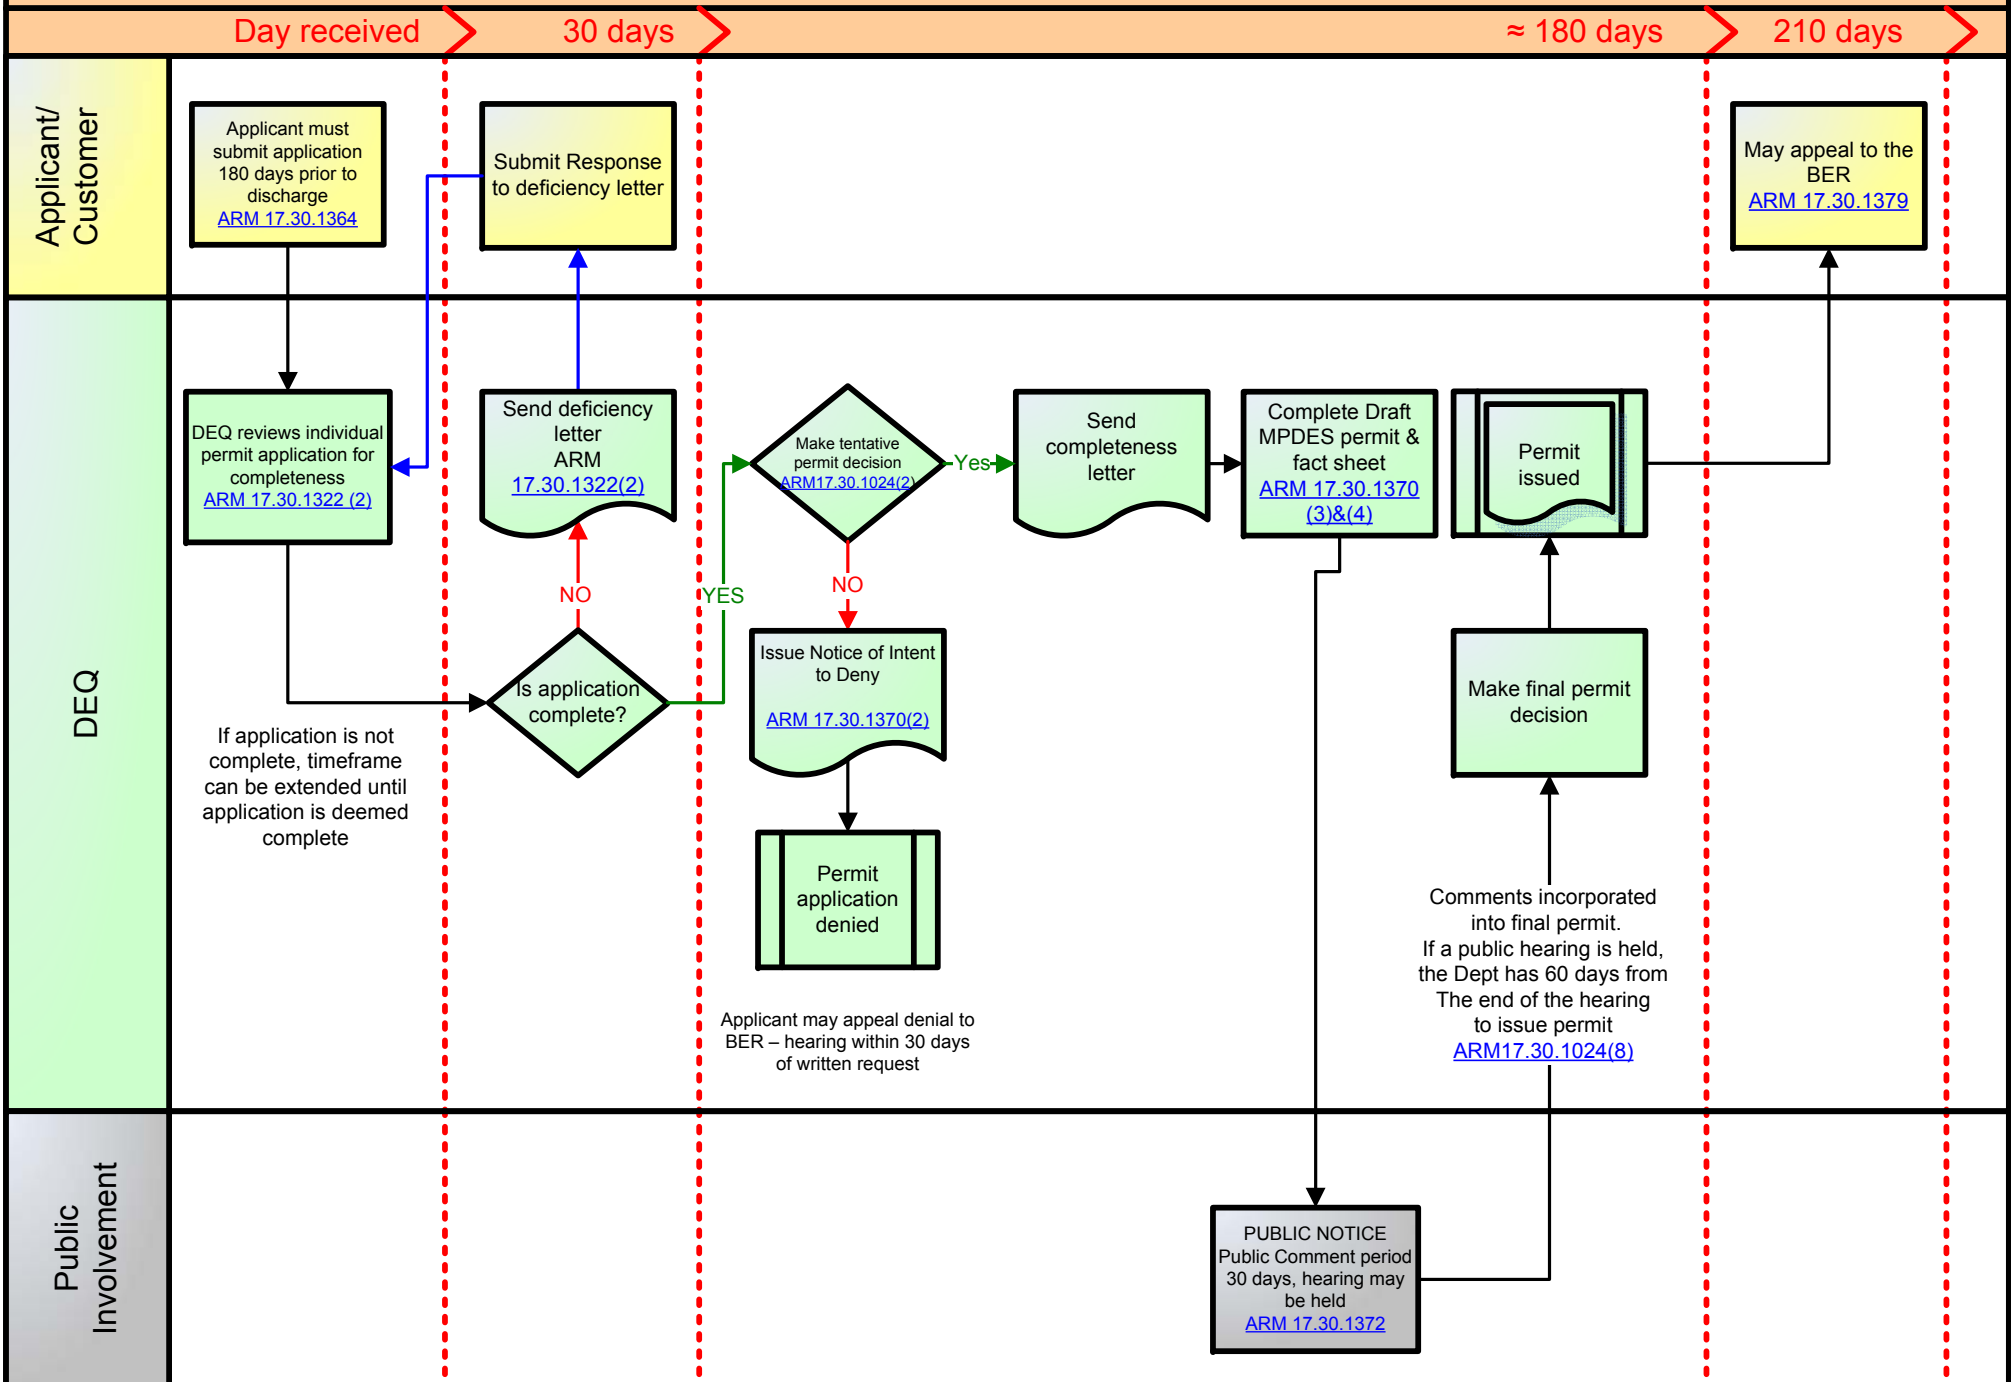 Day received
30 days
≈ 180 days
210 days
Applicant/
Customer
Applicant must
submit application
180 days prior to
discharge
ARM 17.30.1364
Submit Response
to deficiency letter
May appeal to the
BER
ARM 17.30.1379
DEQ
DEQ reviews individual
permit application for
completeness
ARM 17.30.1322 (2)
Send deficiency
letter
ARM
17.30.1322(2)
Make tentative
permit decision
ARM17.30.1024(2)
Yes
Send
completeness
letter
Complete Draft
MPDES permit &
fact sheet
ARM 17.30.1370
(3)&(4)
Permit
issued
NO
YES
NO
Is application
complete?
Issue Notice of Intent
to Deny
ARM 17.30.1370(2)
Make final permit
decision
If application is not
complete, timeframe
can be extended until
application is deemed
complete
Permit
application
denied
Applicant may appeal denial to
BER – hearing within 30 days
of written request
Comments incorporated
into final permit.
If a public hearing is held,
the Dept has 60 days from
The end of the hearing
to issue permit
ARM17.30.1024(8)
Public
Involvement
PUBLIC NOTICE
Public Comment period
30 days, hearing may
be held
ARM 17.30.1372